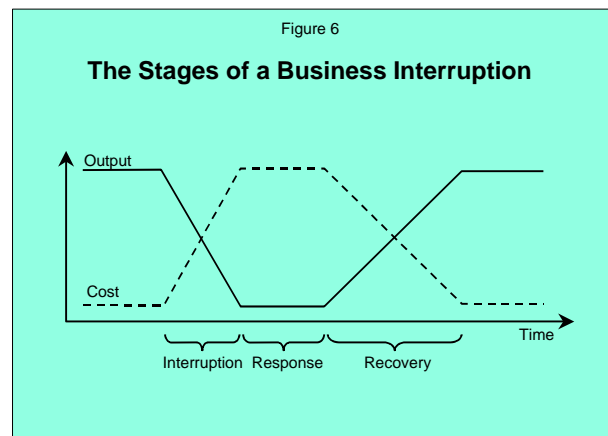 Figure 6
The Stages of a Business Interruption
Output
Cost
Time
Interruption Response Recovery